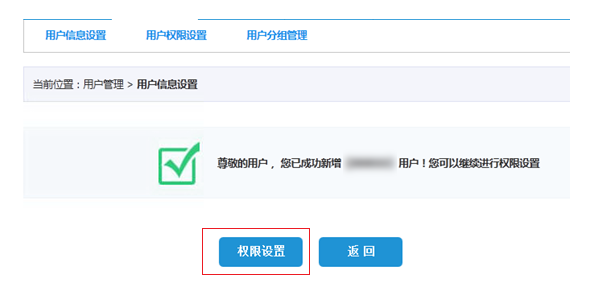 用户信息设置 用户权限设置 用户分组管理
当前位置：用户管理 > 用户信息设置
尊敬的用户，您已成功新增 用户！您可以继续进行权限设置
权限设置 返 回